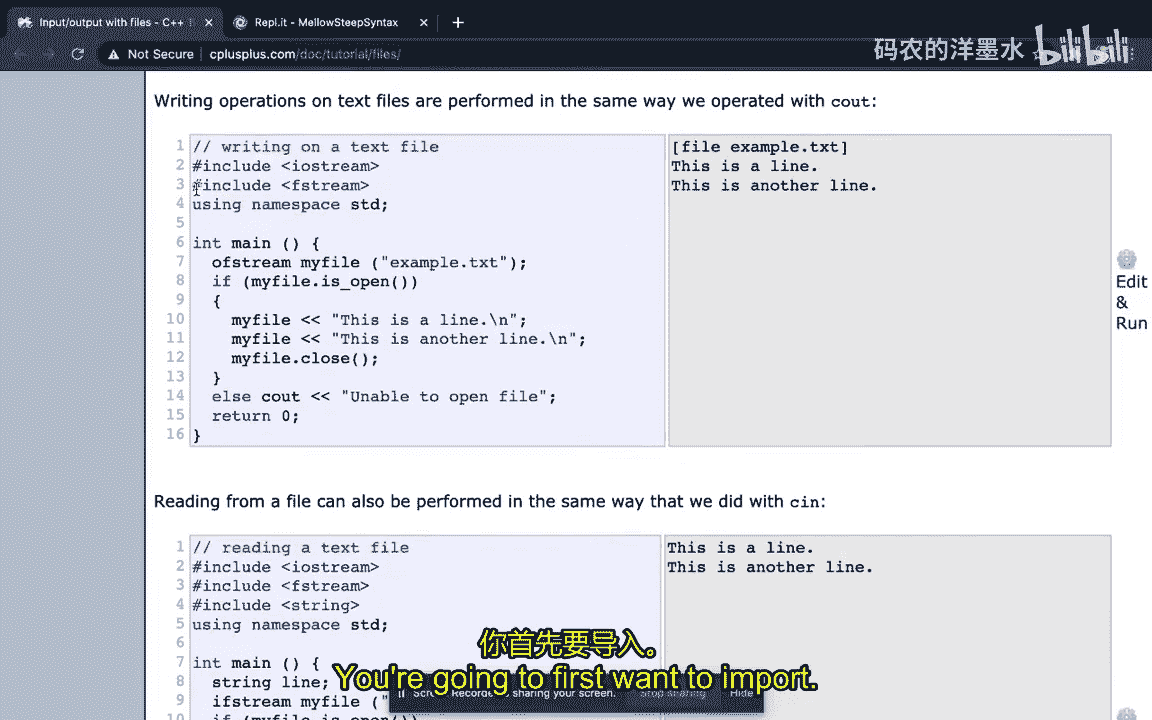 Input/output with files - C++
Repl.it - MellowSteepSyntax
Not Secure | cplusplus.com/doc/tutorial/files/
码农的洋墨水 bilibili
Writing operations on text files are performed in the same way we operated with cout:
1 // writing on a text file
2 #include <iostream>
3 #include <fstream>
4 using namespace std;
5
6 int main () {
7 ofstream myfile ("example.txt");
8 if (myfile.is_open())
9 {
10 myfile << "This is a line.\n";
11 myfile << "This is another line.\n";
12 myfile.close();
13 }
14 else cout << "Unable to open file";
15 return 0;
16 }
[file example.txt]
This is a line.
This is another line.
Edit
&
Run
Reading from a file can also be performed in the same way that we did with cin:
1 // reading a text file
2 #include <iostream>
3 #include <fstream>
4 #include <string>
5 using namespace std;
6
7 int main () {
8 string line;
9 ifstream myfile ("
10 if (myfile.is_open())
This is a line.
This is another line.
你首先要导入。
You're going to first want to import.
is sharing your screen. Stop sharing Hide